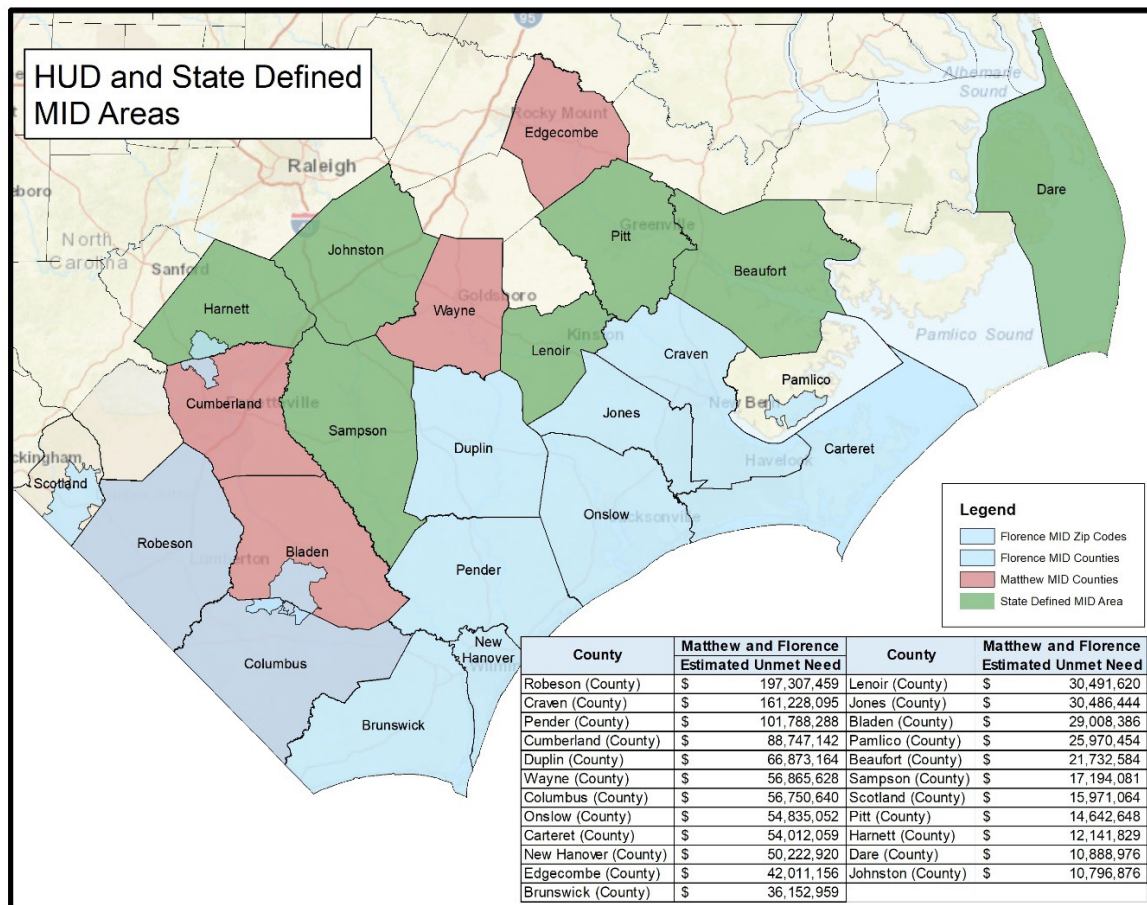 HUD and State Defined
MID Areas
95
Albemarle
Sound
Rocky Mount
Edgecombe
Raleigh
Dare
Greenville
North
Carolina
Pitt
Johnston
Sanford
Beaufort
Harnett
Goldsboro
Wayne
Pamlico Sound
Kinston
Lenoir
Craven
Pamlico
Cumberland
New Bern
Jones
Sampson
Duplin
Carteret
Havelock
Scotland
Onslow
Jacksonville
Robeson
Bladen
Lumberton
Pender
New
Hanover
Columbus
Brunswick
Legend
Florence MID Zip Codes
Florence MID Counties
Matthew MID Counties
State Defined MID Area
County Matthew and Florence Estimated Unmet Need County Matthew and Florence Estimated Unmet Need
Robeson (County) $ 197,307,459 Lenoir (County) $ 30,491,620
Craven (County) $ 161,228,095 Jones (County) $ 30,486,444
Pender (County) $ 101,788,288 Bladen (County) $ 29,008,386
Cumberland (County) $ 88,747,142 Pamlico (County) $ 25,970,454
Duplin (County) $ 66,873,164 Beaufort (County) $ 21,732,584
Wayne (County) $ 56,865,628 Sampson (County) $ 17,194,081
Columbus (County) $ 56,750,640 Scotland (County) $ 15,971,064
Onslow (County) $ 54,835,052 Pitt (County) $ 14,642,648
Carteret (County) $ 54,012,059 Harnett (County) $ 12,141,829
New Hanover (County) $ 50,222,920 Dare (County) $ 10,888,976
Edgecombe (County) $ 42,011,156 Johnston (County) $ 10,796,876
Brunswick (County) $ 36,152,959